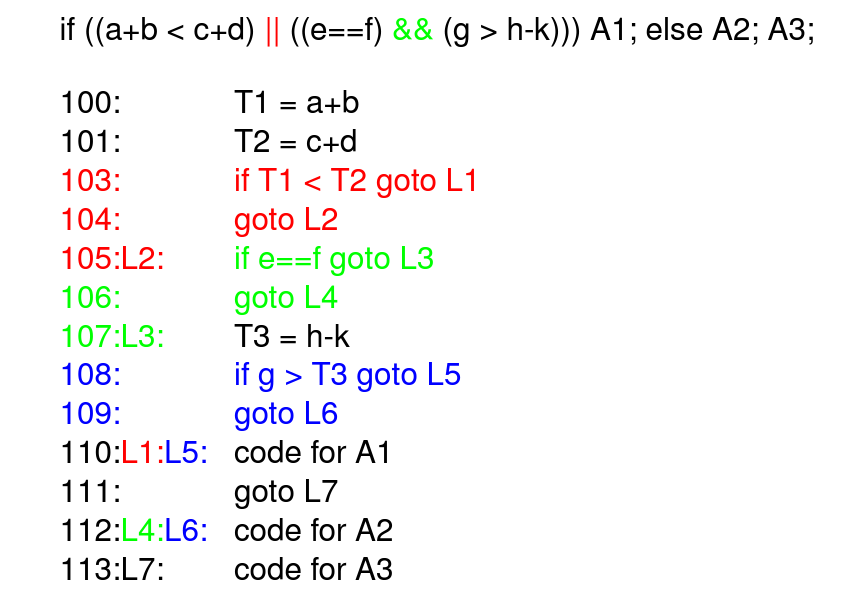 if ((a+b < c+d) || ((e==f) && (g > h-k))) A1; else A2; A3;
100: T1 = a+b
101: T2 = c+d
103: if T1 < T2 goto L1
104: goto L2
105:L2: if e==f goto L3
106: goto L4
107:L3: T3 = h-k
108: if g > T3 goto L5
109: goto L6
110:L1:L5: code for A1
111: goto L7
112:L4:L6: code for A2
113:L7: code for A3